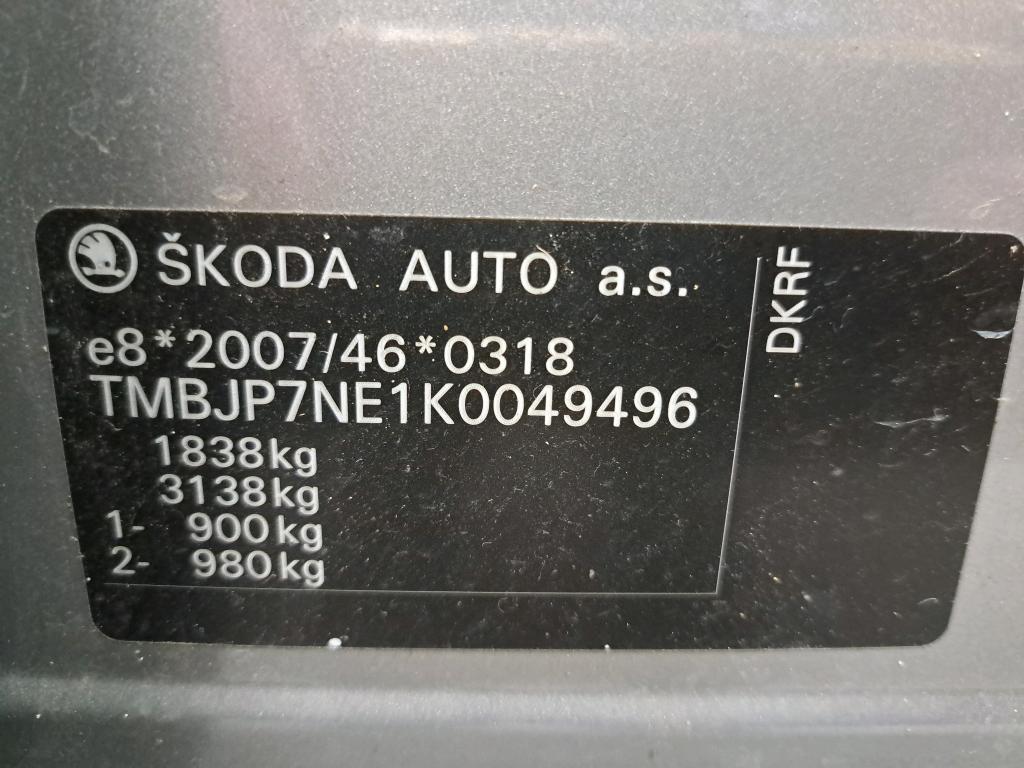 ŠKODA AUTO a.s.
e8*2007/46*0318
TMBJP7NE1K0049496
1838kg
3138kg
1- 900kg
2- 980kg
DKRF